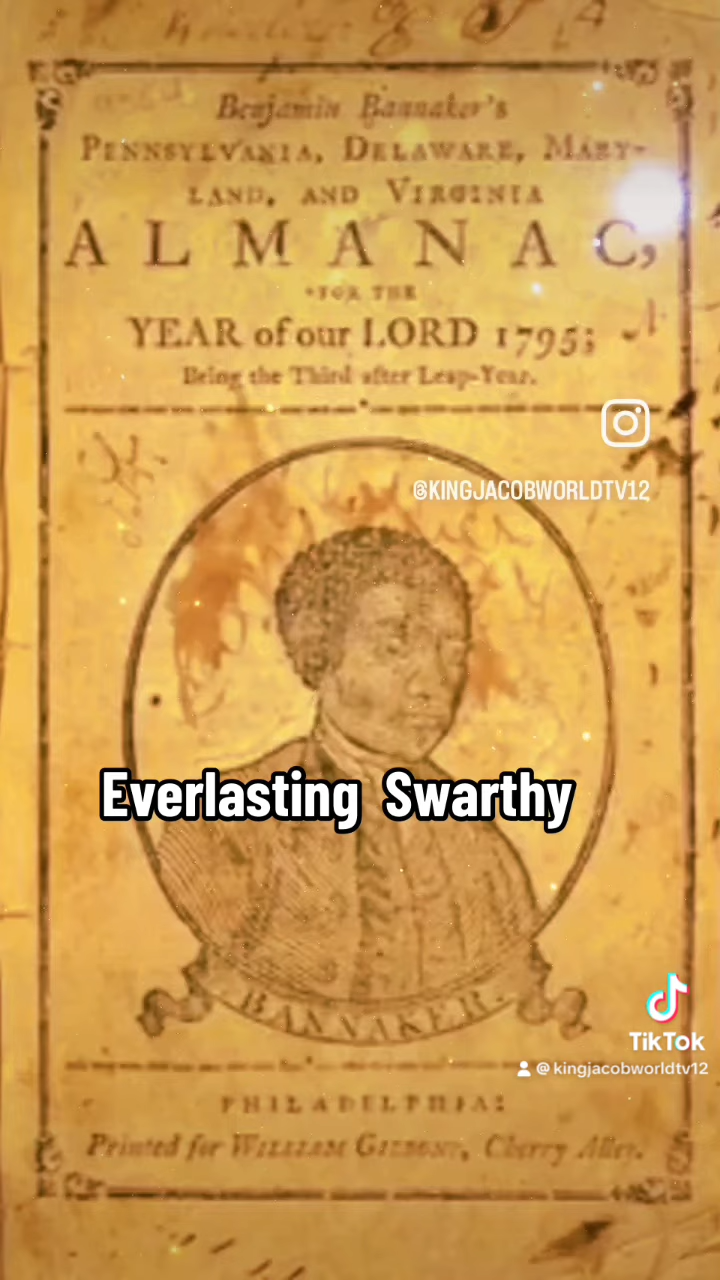 Benjamin Bannaker's
PENNSYLVANIA, DELAWARE, MARY-
LAND, AND VIRGINIA
ALMANAC,
FOR THE
YEAR of our LORD 1795;
Being the Third after Leap-Year.
@KINGJACOBWORLDTV12
Everlasting Swarthy
BANNAKER.
TikTok
@kingjacobworldtv12
PHILADELPHIA:
Printed for WILLIAM GIBBONS, Cherry Alley.